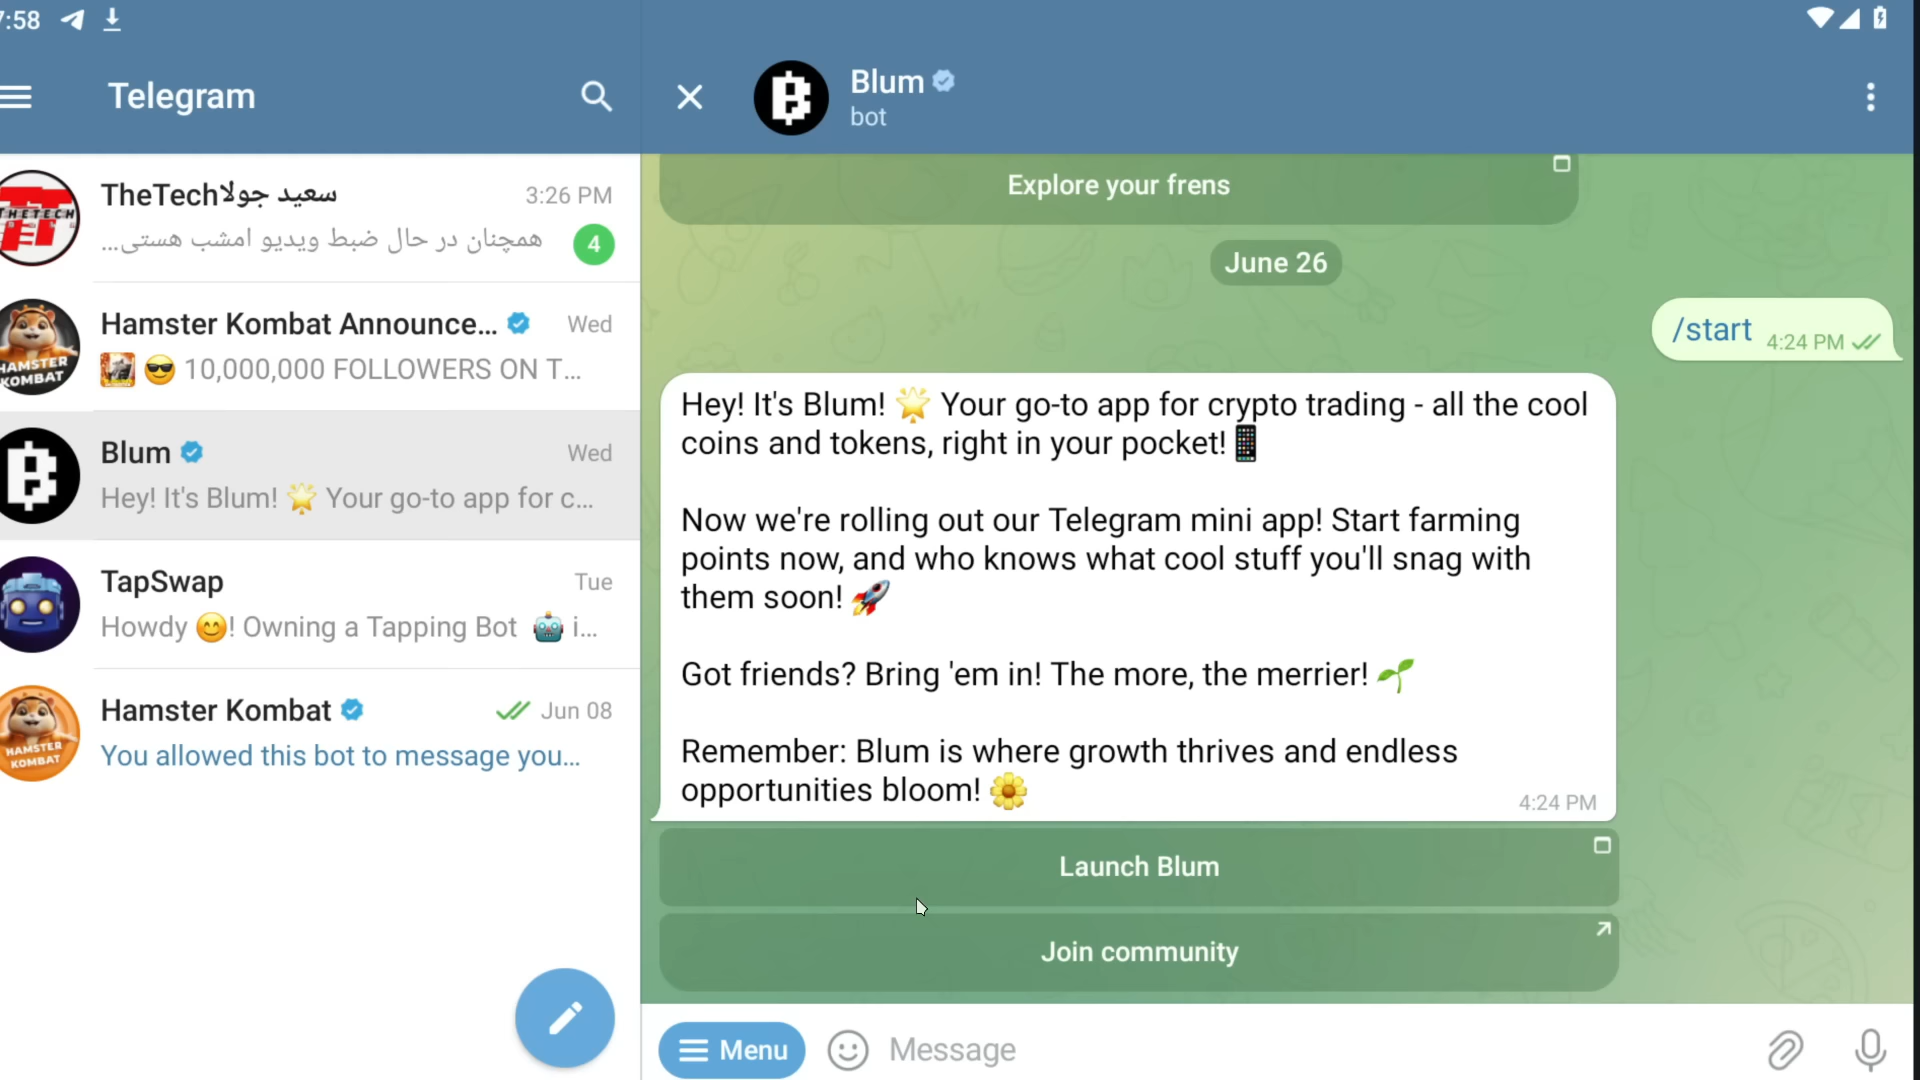 7:58
Telegram
Blum
bot
TheTechسعید جولا
3:26 PM
همچنان در حال ضبط ویدیو امشب هستی...
4
THETECH
Hamster Kombat Announce...
Wed
😎 10,000,000 FOLLOWERS ON T...
HAMSTER
KOMBAT
Blum
Wed
Hey! It's Blum! 🌟 Your go-to app for c...
TapSwap
Tue
Howdy 😊! Owning a Tapping Bot 🤖 i...
Hamster Kombat
Jun 08
You allowed this bot to message you...
HAMSTER
KOMBAT
Explore your frens
June 26
/start
4:24 PM
Hey! It's Blum! 🌟 Your go-to app for crypto trading - all the cool
coins and tokens, right in your pocket!📱
Now we're rolling out our Telegram mini app! Start farming
points now, and who knows what cool stuff you'll snag with
them soon! 🚀
Got friends? Bring 'em in! The more, the merrier! 🌱
Remember: Blum is where growth thrives and endless
opportunities bloom! 🌼
4:24 PM
Launch Blum
Join community
Menu
Message